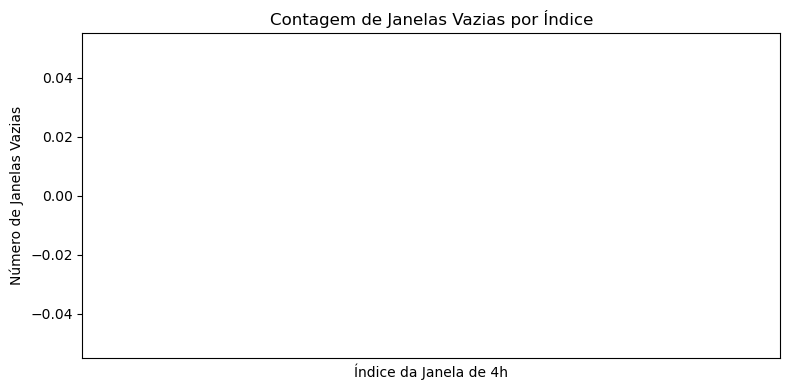 Contagem de Janelas Vazias por Índice
Número de Janelas Vazias
0.04
0.02
0.00
−0.02
−0.04
Índice da Janela de 4h